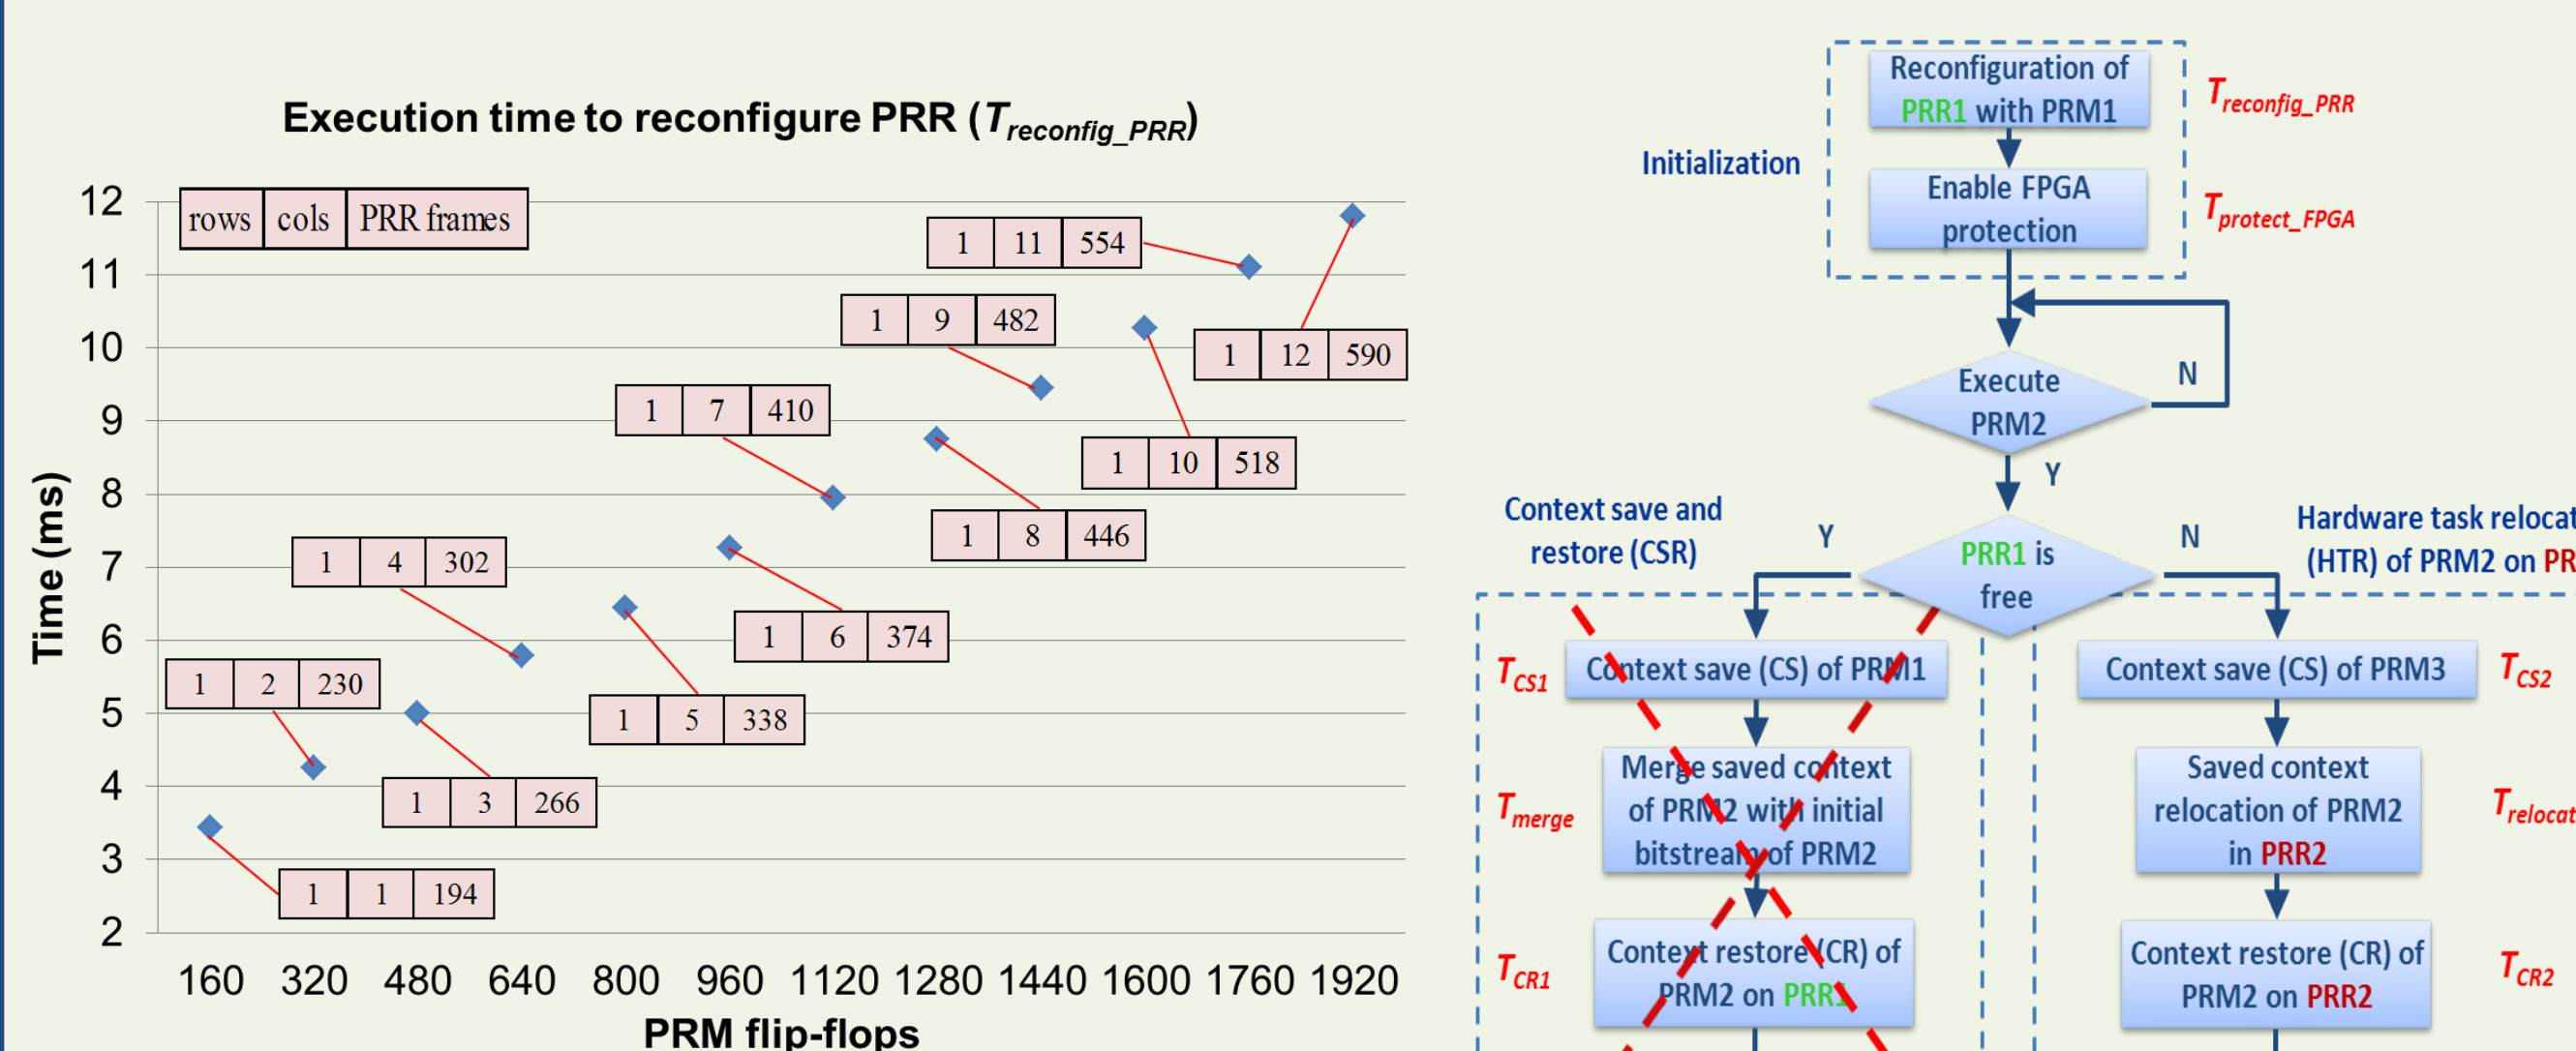 Execution time to reconfigure PRR (Treconfig_PRR)
rows cols PRR frames
12
11
10
9
8
7
6
5
4
3
2
Time (ms)
1 11 554
1 9 482
1 12 590
1 7 410
1 10 518
1 8 446
1 4 302
1 6 374
1 2 230
1 5 338
1 3 266
1 1 194
160 320 480 640 800 960 1120 1280 1440 1600 1760 1920
PRM flip-flops
Initialization
Reconfiguration of
PRR1 with PRM1
Treconfig_PRR
Enable FPGA
protection
Tprotect_FPGA
Execute
PRM2
N
Y
PRR1 is
free
Y
N
Context save and
restore (CSR)
Hardware task relocat
(HTR) of PRM2 on PR
TCS1
Context save (CS) of PRM1
Tmerge
Merge saved context
of PRM2 with initial
bitstream of PRM2
TCR1
Context restore (CR) of
PRM2 on PRR1
Context save (CS) of PRM3
TCS2
Saved context
relocation of PRM2
in PRR2
Trelocat
Context restore (CR) of
PRM2 on PRR2
TCR2